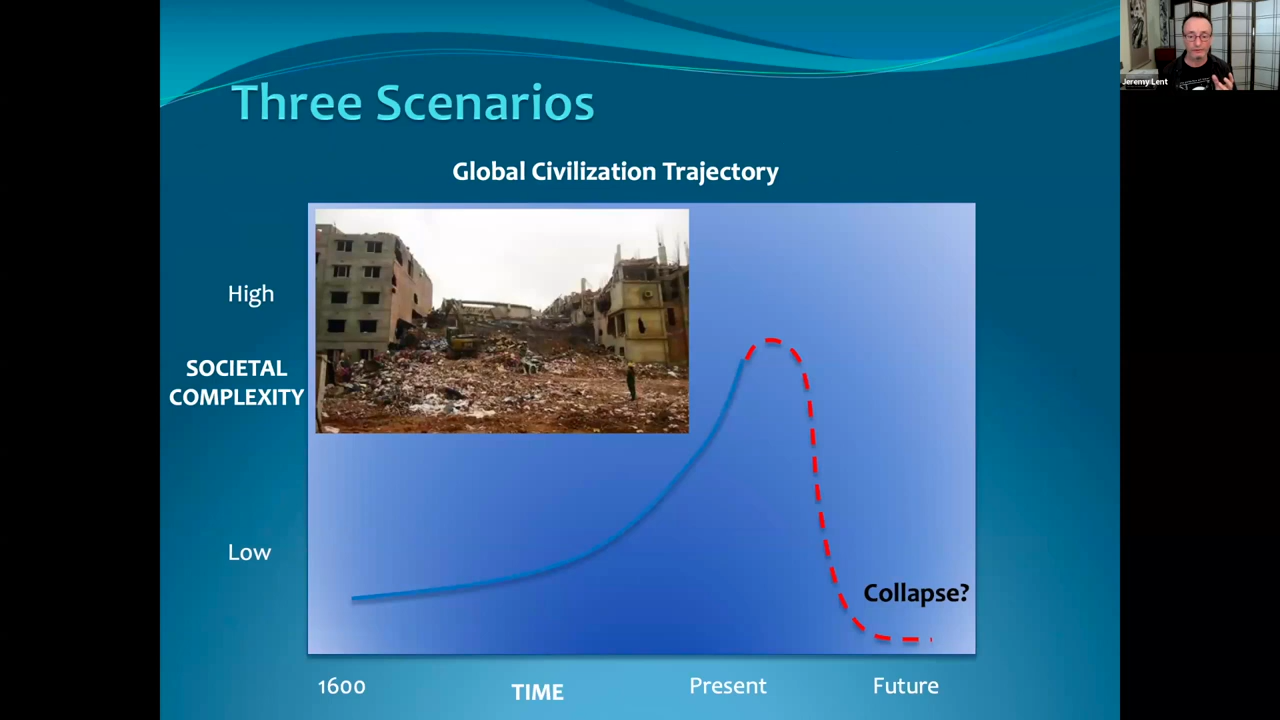 Three Scenarios
Jeremy Lent
Global Civilization Trajectory
High
SOCIETAL
COMPLEXITY
Low
Collapse?
1600
TIME
Present
Future